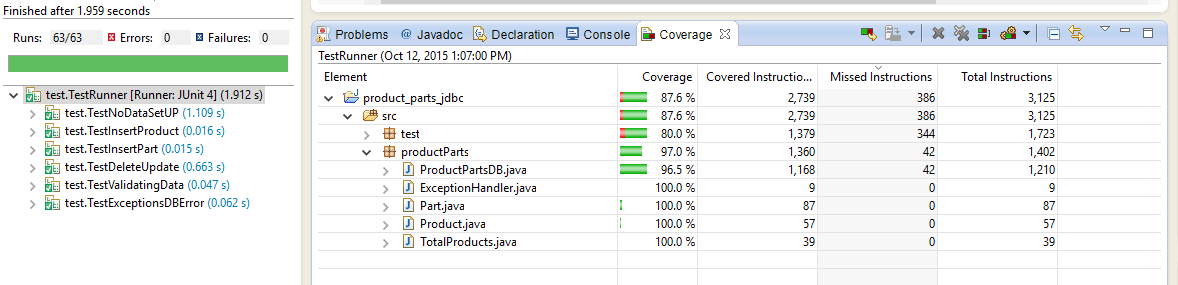 Finished after 1.959 seconds
Runs: 63/63 Errors: 0 Failures: 0
test.TestRunner [Runner: JUnit 4] (1.912 s)
test.TestNoDataSetUP (1.109 s)
test.TestInsertProduct (0.016 s)
test.TestInsertPart (0.015 s)
test.TestDeleteUpdate (0.663 s)
test.TestValidatingData (0.047 s)
test.TestExceptionsDBError (0.062 s)
Problems @ Javadoc Declaration Console Coverage
TestRunner (Oct 12, 2015 1:07:00 PM)
Element Coverage Covered Instructio... Missed Instructions Total Instructions
product_parts_jdbc 87.6 % 2,739 386 3,125
src 87.6 % 2,739 386 3,125
test 80.0 % 1,379 344 1,723
productParts 97.0 % 1,360 42 1,402
ProductPartsDB.java 96.5 % 1,168 42 1,210
ExceptionHandler.java 100.0 % 9 0 9
Part.java 100.0 % 87 0 87
Product.java 100.0 % 57 0 57
TotalProducts.java 100.0 % 39 0 39